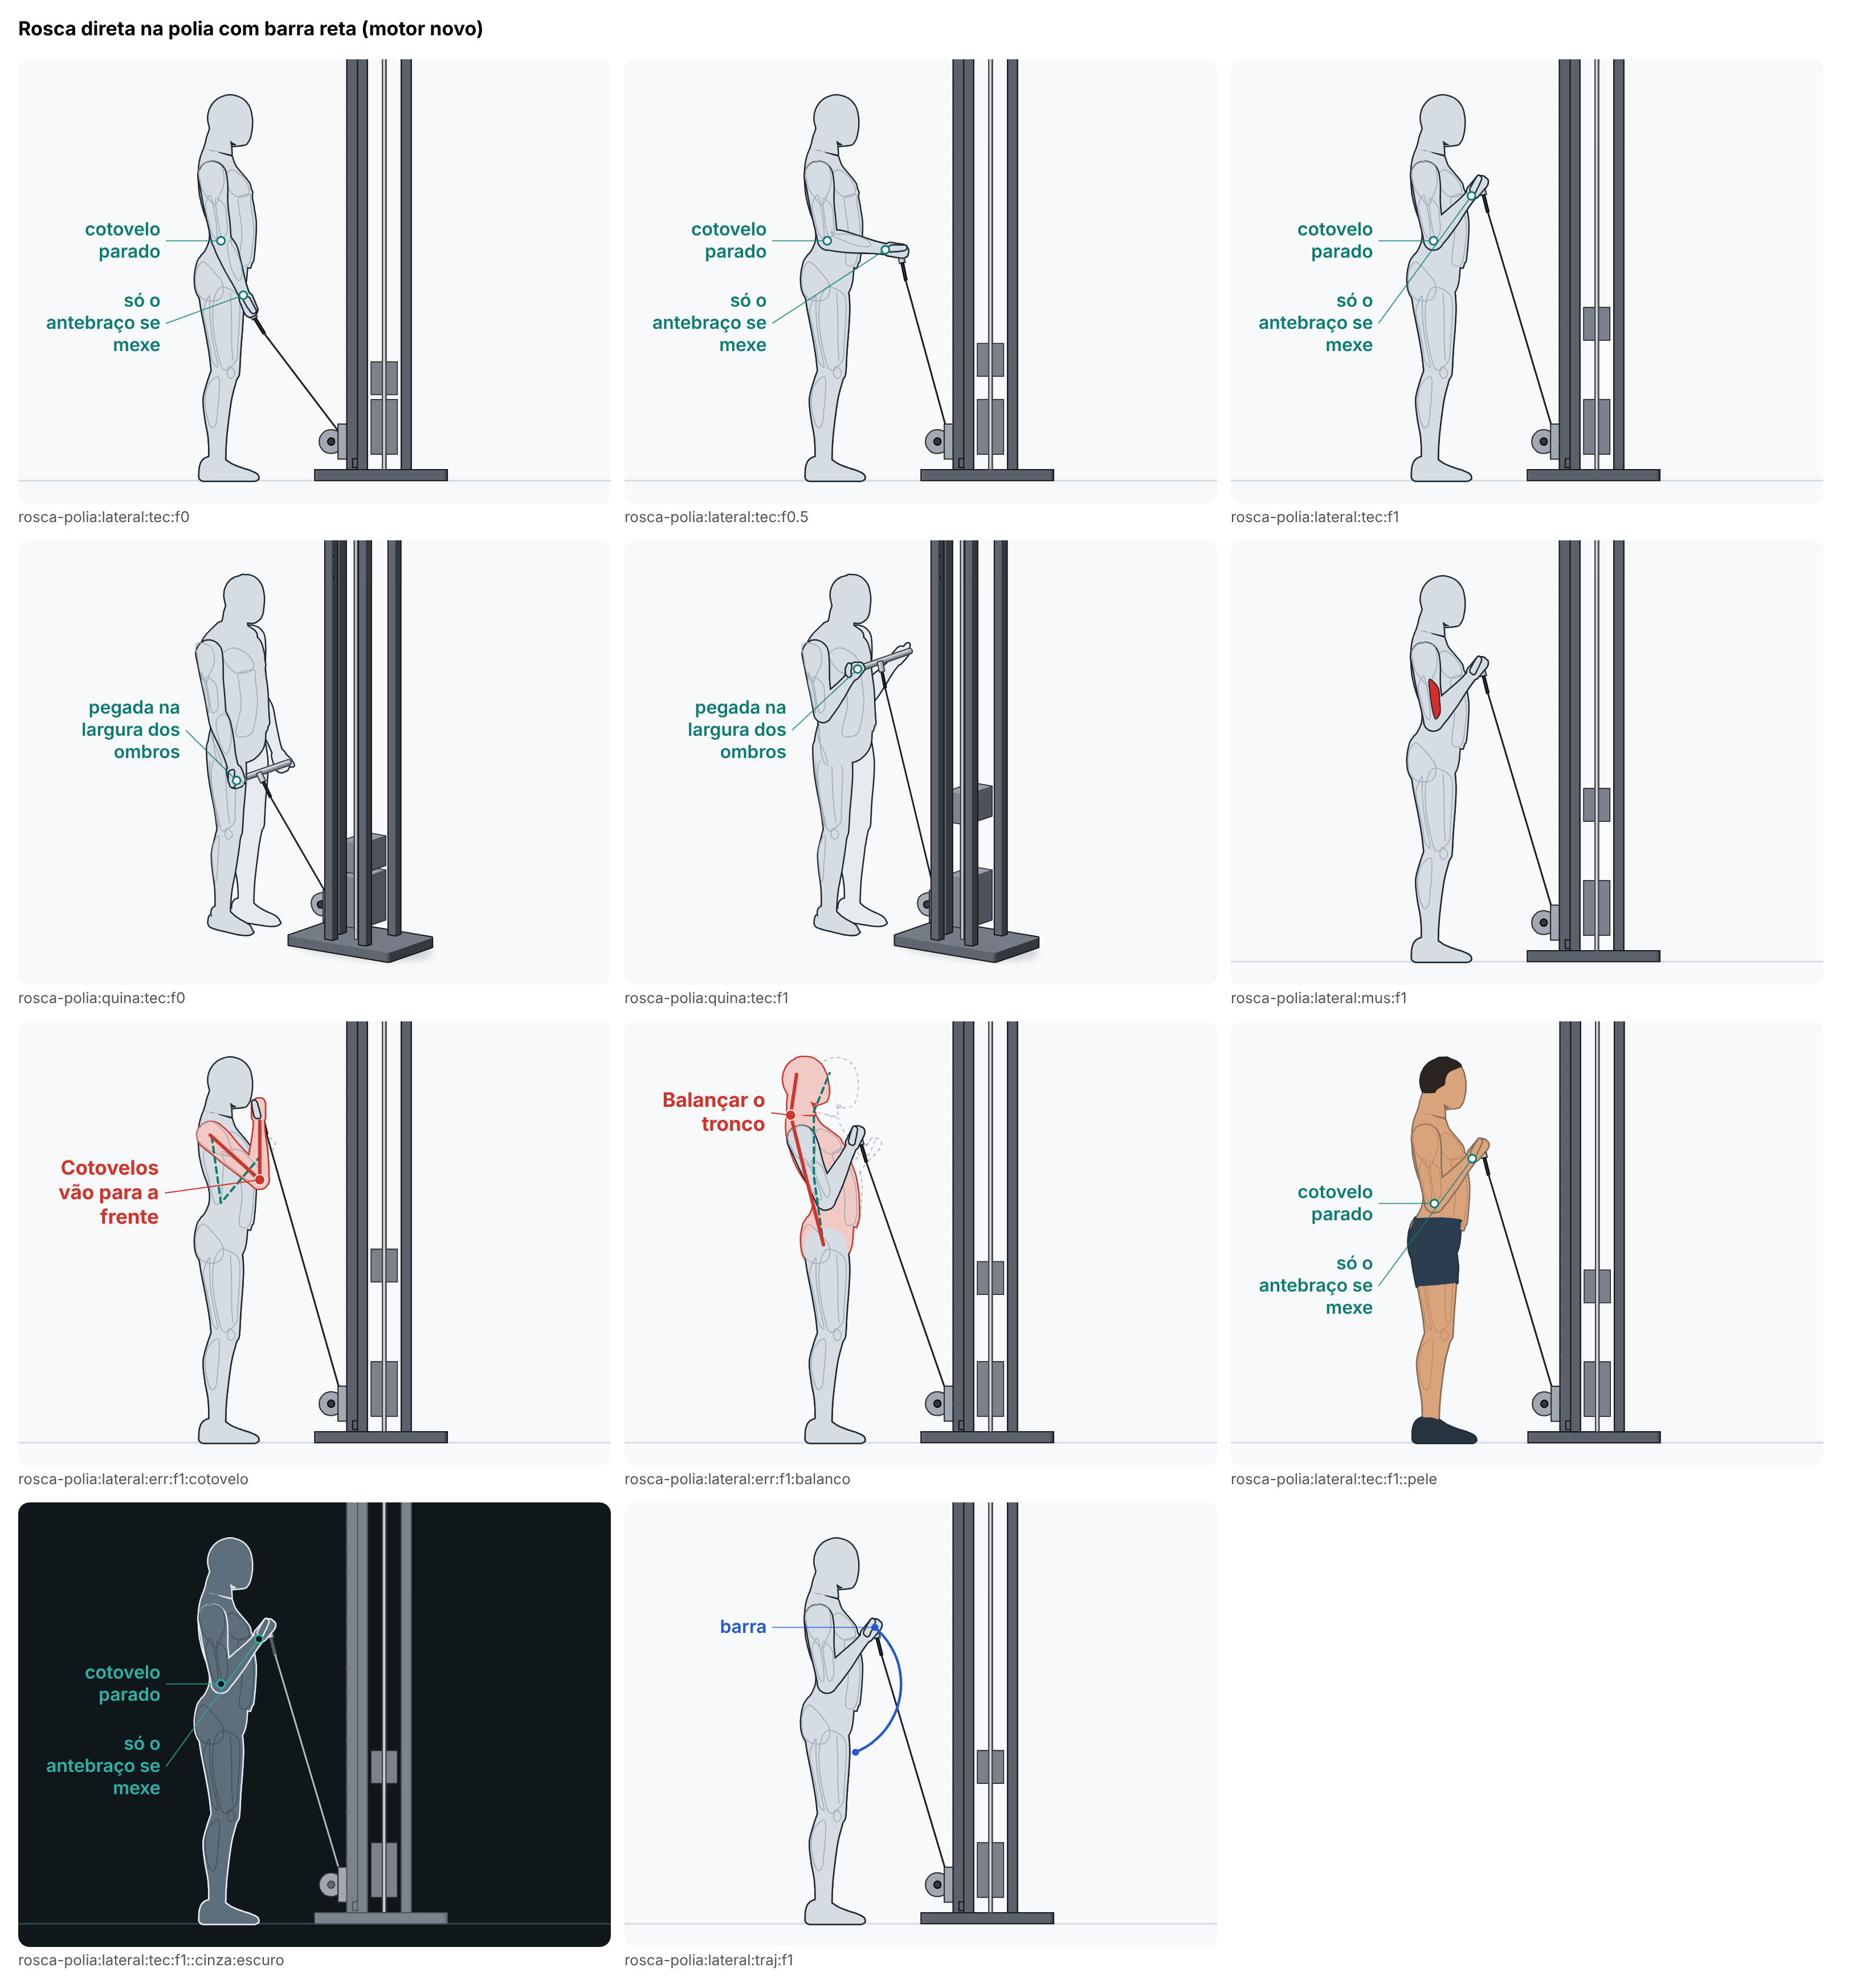 Rosca direta na polia com barra reta (motor novo)
cotovelo
parado
só o
antebraço se
mexe
rosca-polia:lateral:tec:f0
cotovelo
parado
só o
antebraço se
mexe
rosca-polia:lateral:tec:f0.5
cotovelo
parado
só o
antebraço se
mexe
rosca-polia:lateral:tec:f1
pegada na
largura dos
ombros
rosca-polia:quina:tec:f0
pegada na
largura dos
ombros
rosca-polia:quina:tec:f1
rosca-polia:lateral:mus:f1
Cotovelos
vão para a
frente
rosca-polia:lateral:err:f1:cotovelo
Balançar o
tronco
rosca-polia:lateral:err:f1:balanco
cotovelo
parado
só o
antebraço se
mexe
rosca-polia:lateral:tec:f1::pele
cotovelo
parado
só o
antebraço se
mexe
rosca-polia:lateral:tec:f1::cinza:escuro
barra
rosca-polia:lateral:traj:f1